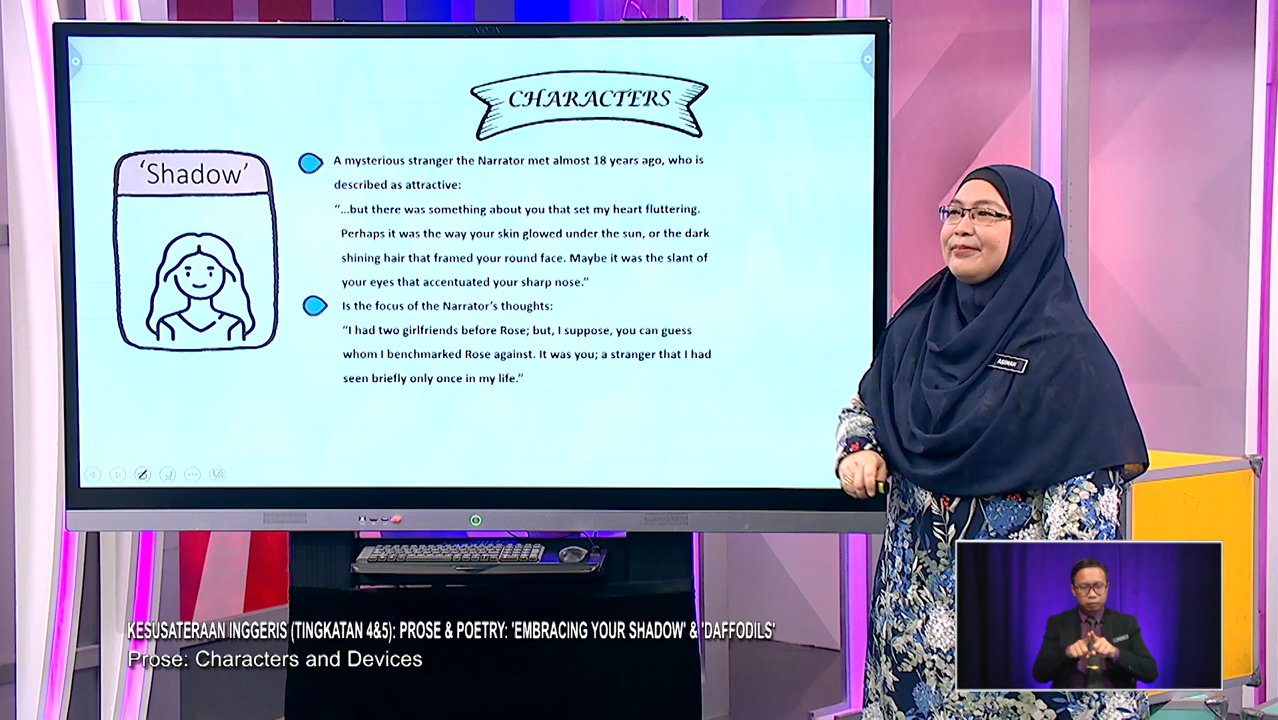 CHARACTERS
'Shadow'
A mysterious stranger the Narrator met almost 18 years ago, who is
described as attractive:
"...but there was something about you that set my heart fluttering.
Perhaps it was the way your skin glowed under the sun, or the dark
shining hair that framed your round face. Maybe it was the slant of
your eyes that accentuated your sharp nose."
Is the focus of the Narrator's thoughts:
"I had two girlfriends before Rose; but, I suppose, you can guess
whom I benchmarked Rose against. It was you; a stranger that I had
seen briefly only once in my life."
ASIMAH
KESUSATERAAN INGGERIS (TINGKATAN 4&5): PROSE & POETRY: 'EMBRACING YOUR SHADOW' & 'DAFFODILS'
Prose: Characters and Devices